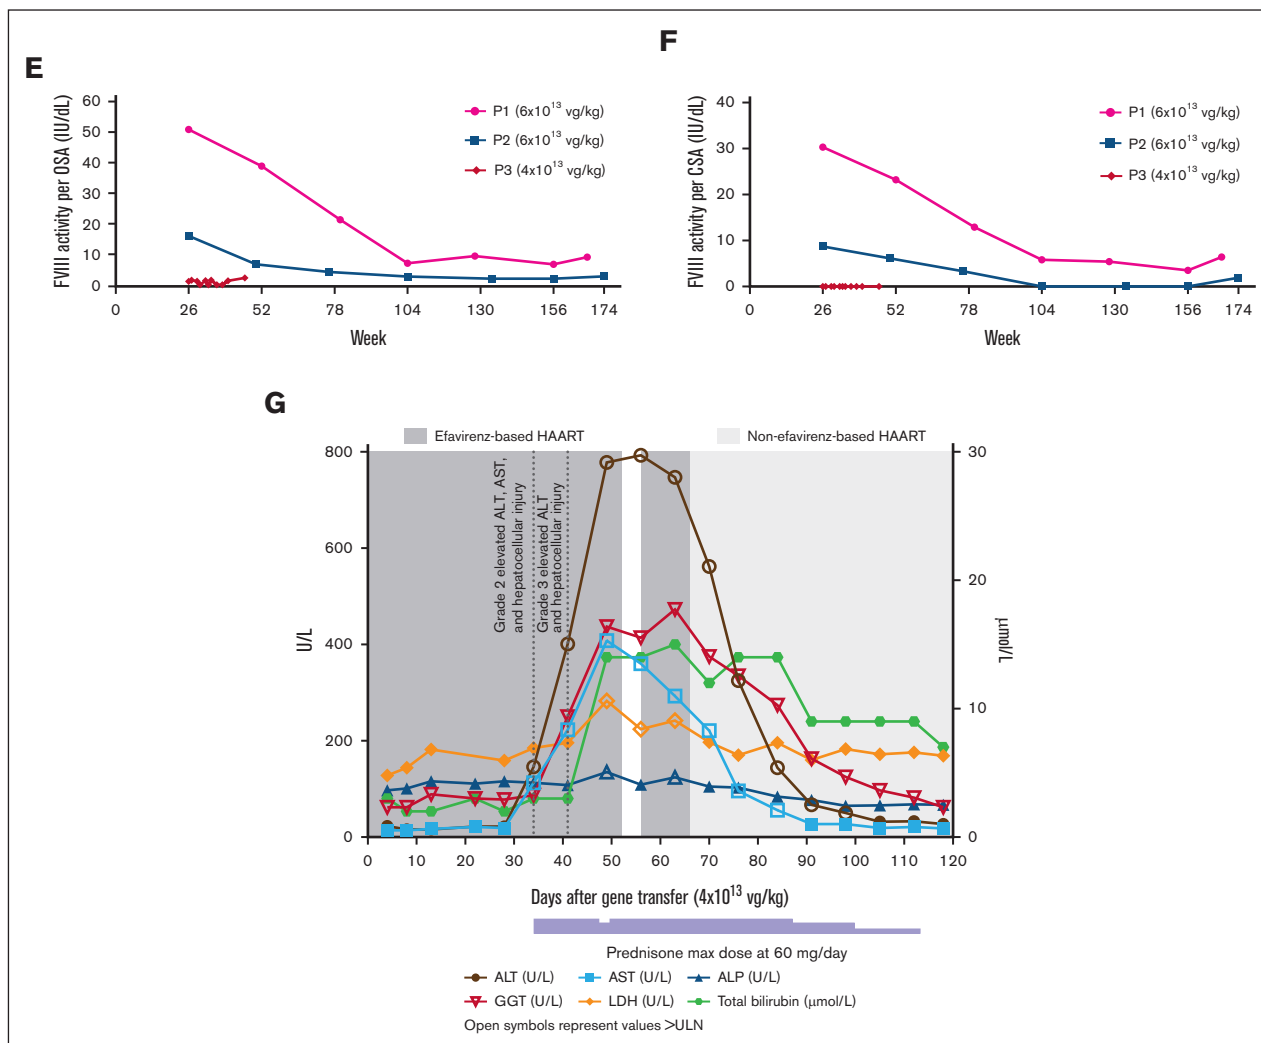 E
FVIII activity per OSA (IU/dL)
60
50
40
30
20
10
0
0 26 52 78 104 130 156 174
Week
P1 (6x10¹³ vg/kg)
P2 (6x10¹³ vg/kg)
P3 (4x10¹³ vg/kg)
F
FVIII activity per CSA (IU/dL)
40
30
20
10
0
0 26 52 78 104 130 156 174
Week
P1 (6x10¹³ vg/kg)
P2 (6x10¹³ vg/kg)
P3 (4x10¹³ vg/kg)
G
Efavirenz-based HAART
Non-efavirenz-based HAART
U/L
800
600
400
200
0
Grade 2 elevated ALT, AST,
and hepatocellular injury
Grade 3 elevated ALT
and hepatocellular injury
30
20
10
0
μmol/L
0 10 20 30 40 50 60 70 80 90 100 110 120
Days after gene transfer (4x10¹³ vg/kg)
Prednisone max dose at 60 mg/day
ALT (U/L) AST (U/L) ALP (U/L)
GGT (U/L) LDH (U/L) Total bilirubin (μmol/L)
Open symbols represent values >ULN